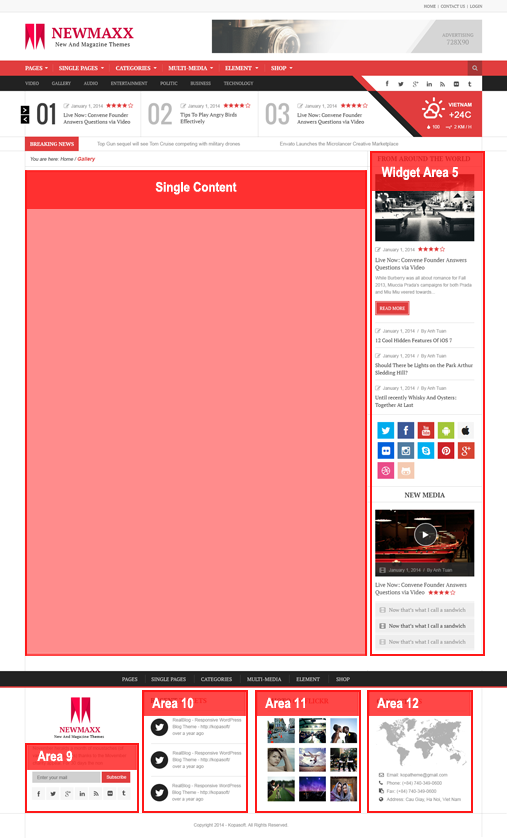 HOME | CONTACT US | LOGIN
NEWMAXX
New And Magazine Themes
ADVERTISING
728X90
PAGES SINGLE PAGES CATEGORIES MULTI-MEDIA ELEMENT SHOP
VIDEO GALLERY AUDIO ENTERTAINMENT POLITIC BUSINESS TECHNOLOGY
01 January 1, 2014
Live Now: Convene Founder Answers Questions via Video
02 January 1, 2014
Tips To Play Angry Birds Effectively
03 January 1, 2014
Live Now: Convene Founder Answers Questions via Video
VIETNAM
+24C
100 2 KM / H
BREAKING NEWS Top Gun sequel will see Tom Cruise competing with military drones Envato Launches the Microlancer Creative Marketplace
You are here: Home / Gallery
Single Content
FROM AROUND THE WORLD
Widget Area 5
January 1, 2014
Live Now: Convene Founder Answers
Questions via Video
White Burberry was all about romance for Fall
2013, Miuccia Prada's campaigns for both Prada
and Miu Miu veered towards...
READ MORE
January 1, 2014 / By Anh Tuan
12 Cool Hidden Features Of iOS 7
January 1, 2014 / By Anh Tuan
Should There be Lights on the Park Arthur
Sledding Hill?
January 1, 2014 / By Anh Tuan
Until recently Whisky And Oysters:
Together At Last
NEW MEDIA
January 1, 2014 / By Anh Tuan
Live Now: Convene Founder Answers
Questions via Video
Now that's what I call a sandwich
Now that's what I call a sandwich
Now that's what I call a sandwich
PAGES SINGLE PAGES CATEGORIES MULTI-MEDIA ELEMENT SHOP
NEWMAXX
New And Magazine Themes
Area 9
Enter your mail Subscribe
Area 10
RealBlog - Responsive WordPress
Blog Theme - http://kopasoft/
over a year ago
RealBlog - Responsive WordPress
Blog Theme - http://kopasoft/
over a year ago
RealBlog - Responsive WordPress
Blog Theme - http://kopasoft/
over a year ago
Area 11
Area 12
Email: kopatheme@gmail.com
Phone: (+84) 740-531-9600
Fax: (+84) 740-531-9600
Address: Cau Giay, Ha Noi, Viet Nam
Copyright 2014 - Kopasoft. All Rights Reserved